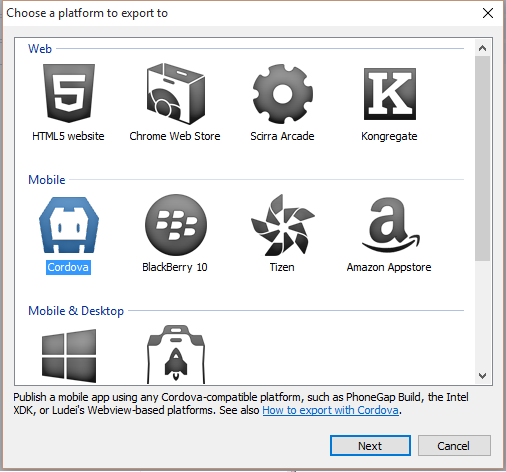 Choose a platform to export to
Web
HTML5 website
Chrome Web Store
Scirra Arcade
Kongregate
Mobile
Cordova
BlackBerry 10
Tizen
Amazon Appstore
Mobile & Desktop
Publish a mobile app using any Cordova-compatible platform, such as PhoneGap Build, the Intel
XDK, or Ludei's Webview-based platforms. See also How to export with Cordova.
Next
Cancel